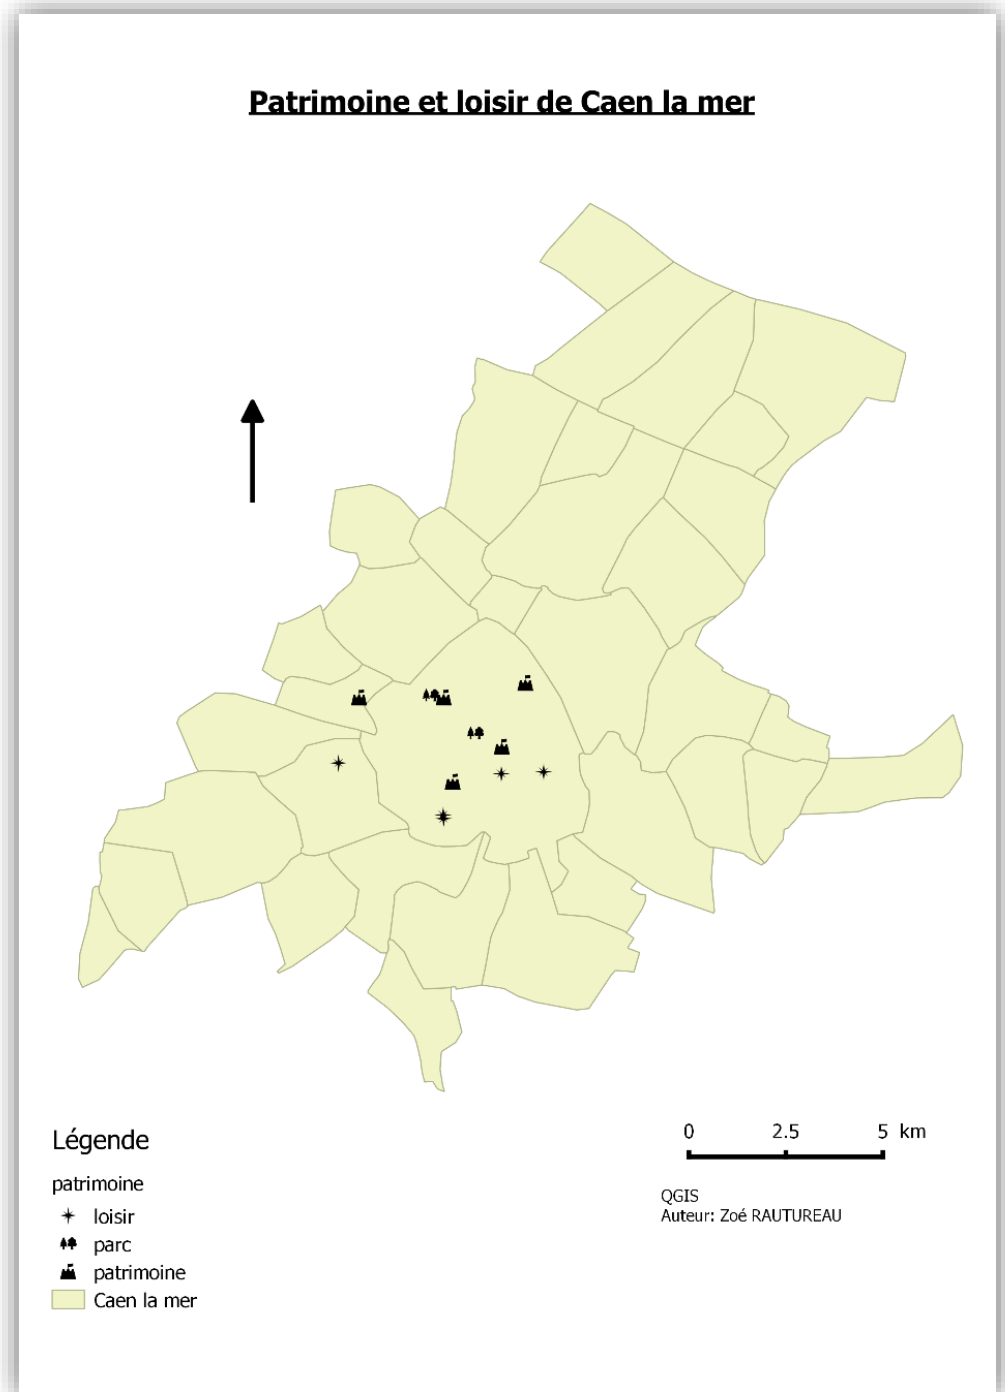 Patrimoine et loisir de Caen la mer
Légende
patrimoine
loisir
parc
patrimoine
Caen la mer
0 2.5 5 km
QGIS
Auteur: Zoé RAUTUREAU